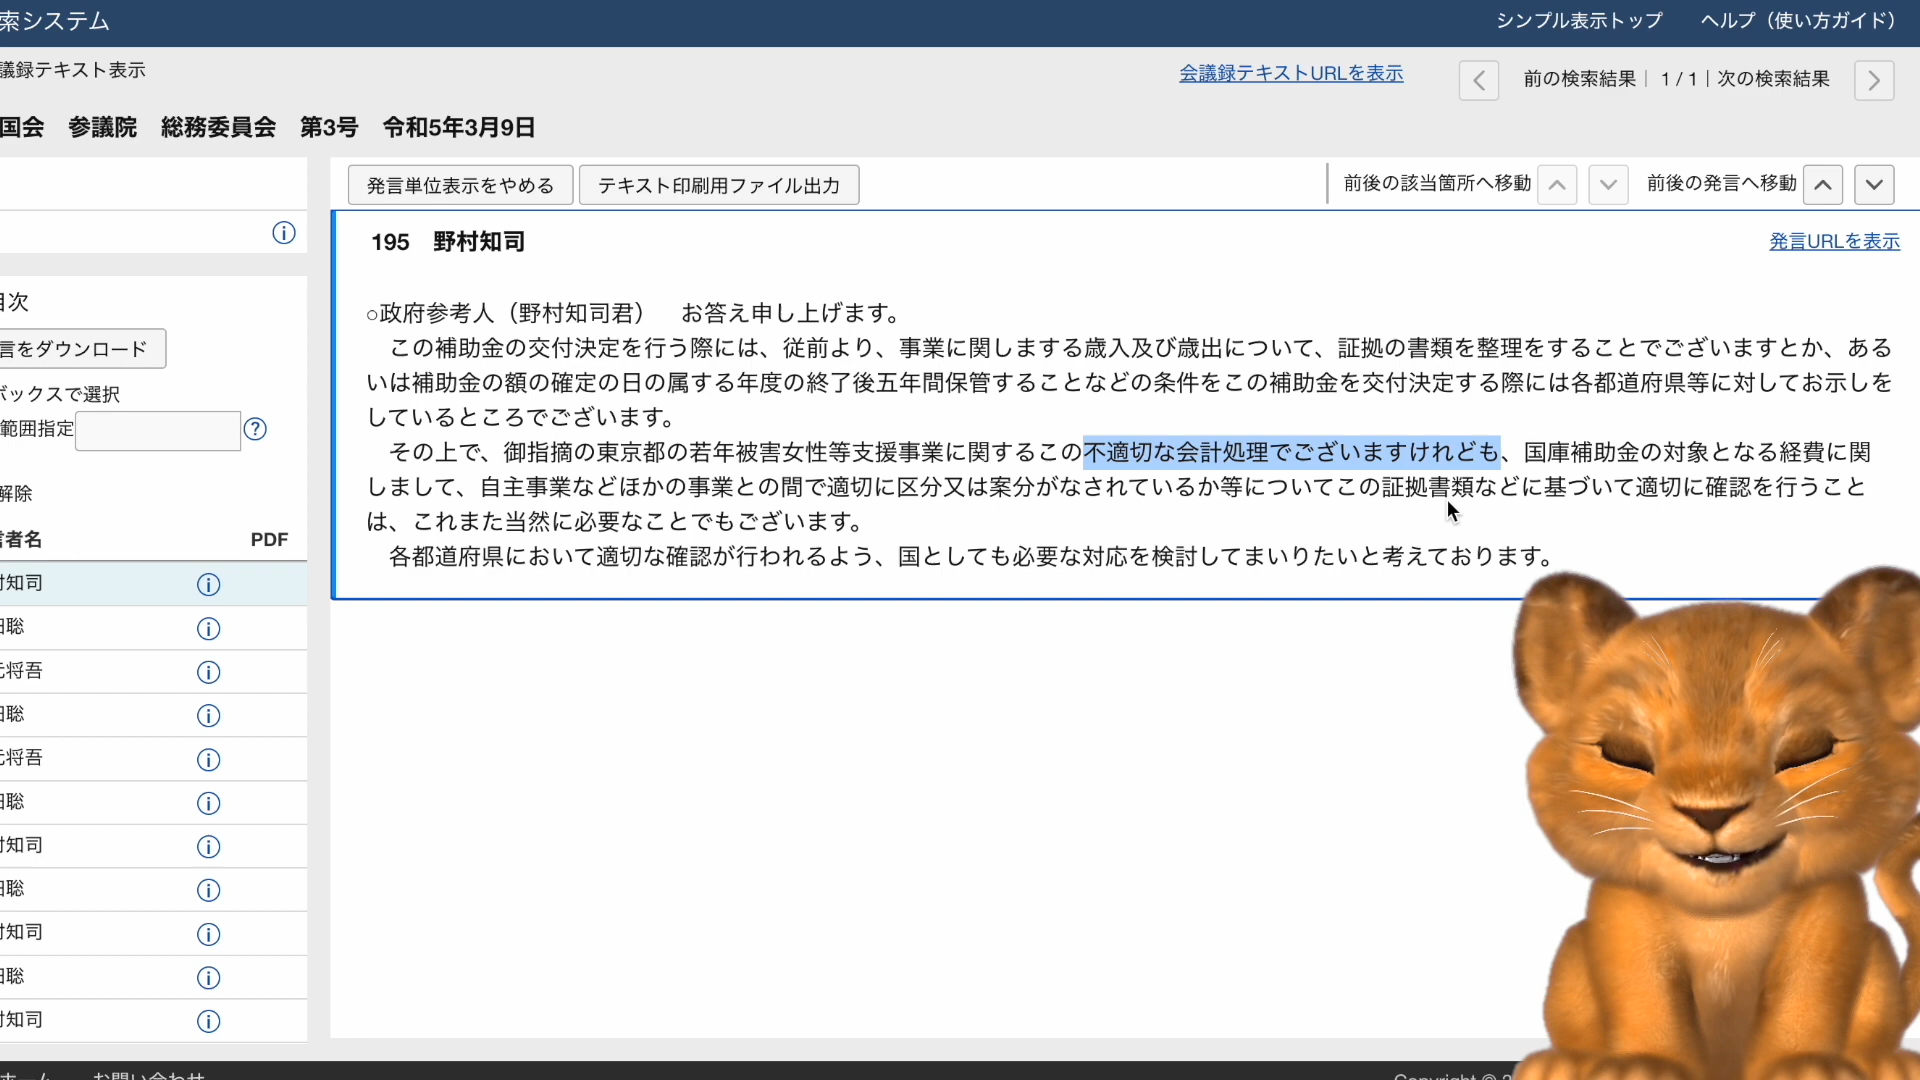 索システム
シンプル表示トップ ヘルプ（使い方ガイド）
議録テキスト表示
会議録テキストURLを表示
前の検索結果 1 / 1 次の検索結果
国会 参議院 総務委員会 第3号 令和5年3月9日
発言単位表示をやめる テキスト印刷用ファイル出力
前後の該当箇所へ移動 前後の発言へ移動
目次
言をダウンロード
ボックスで選択
範囲指定
解除
言者名 PDF
村知司
田聡
元将吾
田聡
元将吾
田聡
村知司
田聡
村知司
田聡
村知司
195 野村知司
発言URLを表示
○政府参考人（野村知司君） お答え申し上げます。
この補助金の交付決定を行う際には、従前より、事業に関しまする歳入及び歳出について、証拠の書類を整理をすることでございますとか、ある
いは補助金の額の確定の日の属する年度の終了後五年間保管することなどの条件をこの補助金を交付決定する際には各都道府県等に対してお示しを
しているところでございます。
その上で、御指摘の東京都の若年被害女性等支援事業に関するこの不適切な会計処理でございますけれども、国庫補助金の対象となる経費に関
しまして、自主事業などほかの事業との間で適切に区分又は案分がなされているか等についてこの証拠書類などに基づいて適切に確認を行うこと
は、これまた当然に必要なことでもございます。
各都道府県において適切な確認が行われるよう、国としても必要な対応を検討してまいりたいと考えております。
ホーム お問い合わせ
Copyright ©